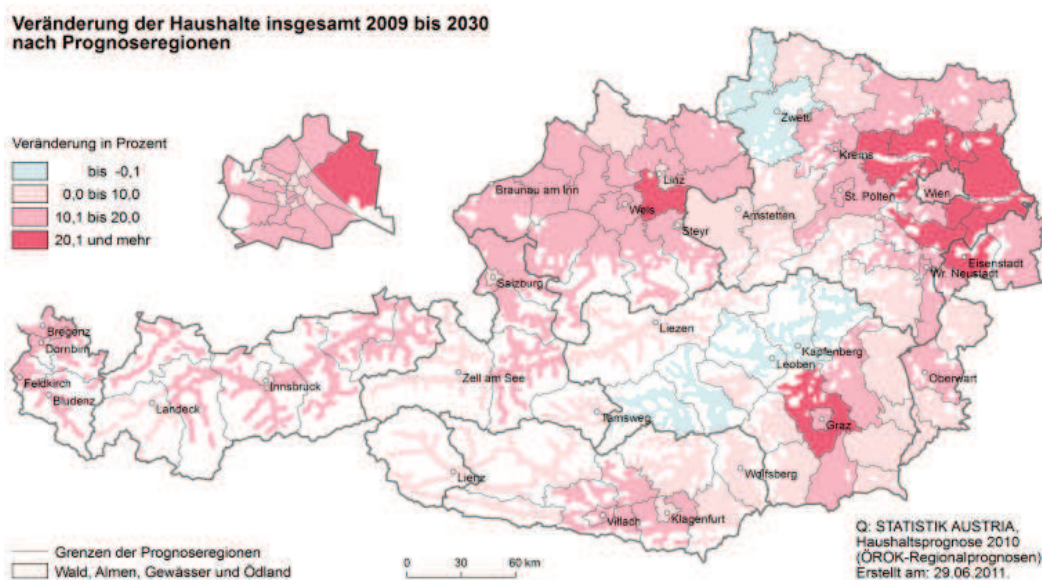 Veränderung der Haushalte insgesamt 2009 bis 2030
nach Prognoseregionen
Veränderung in Prozent
bis -0,1
0,0 bis 10,0
10,1 bis 20,0
20,1 und mehr
Zwettl
Krems
Linz
Braunau am Inn
Wels
St. Pölten
Wien
Amstetten
Steyr
Eisenstadt
Wr. Neustadt
Salzburg
Bregenz
Dornbirn
Liezen
Kapfenberg
Leoben
Feldkirch
Innsbruck
Zell am See
Oberwart
Bludenz
Landeck
Tamsweg
Graz
Lienz
Wolfsberg
Villach
Klagenfurt
Grenzen der Prognoseregionen
Wald, Almen, Gewässer und Ödland
0 30 60 km
Q: STATISTIK AUSTRIA,
Haushaltsprognose 2010
(ÖROK-Regionalprognosen)
Erstellt am: 29.06.2011.